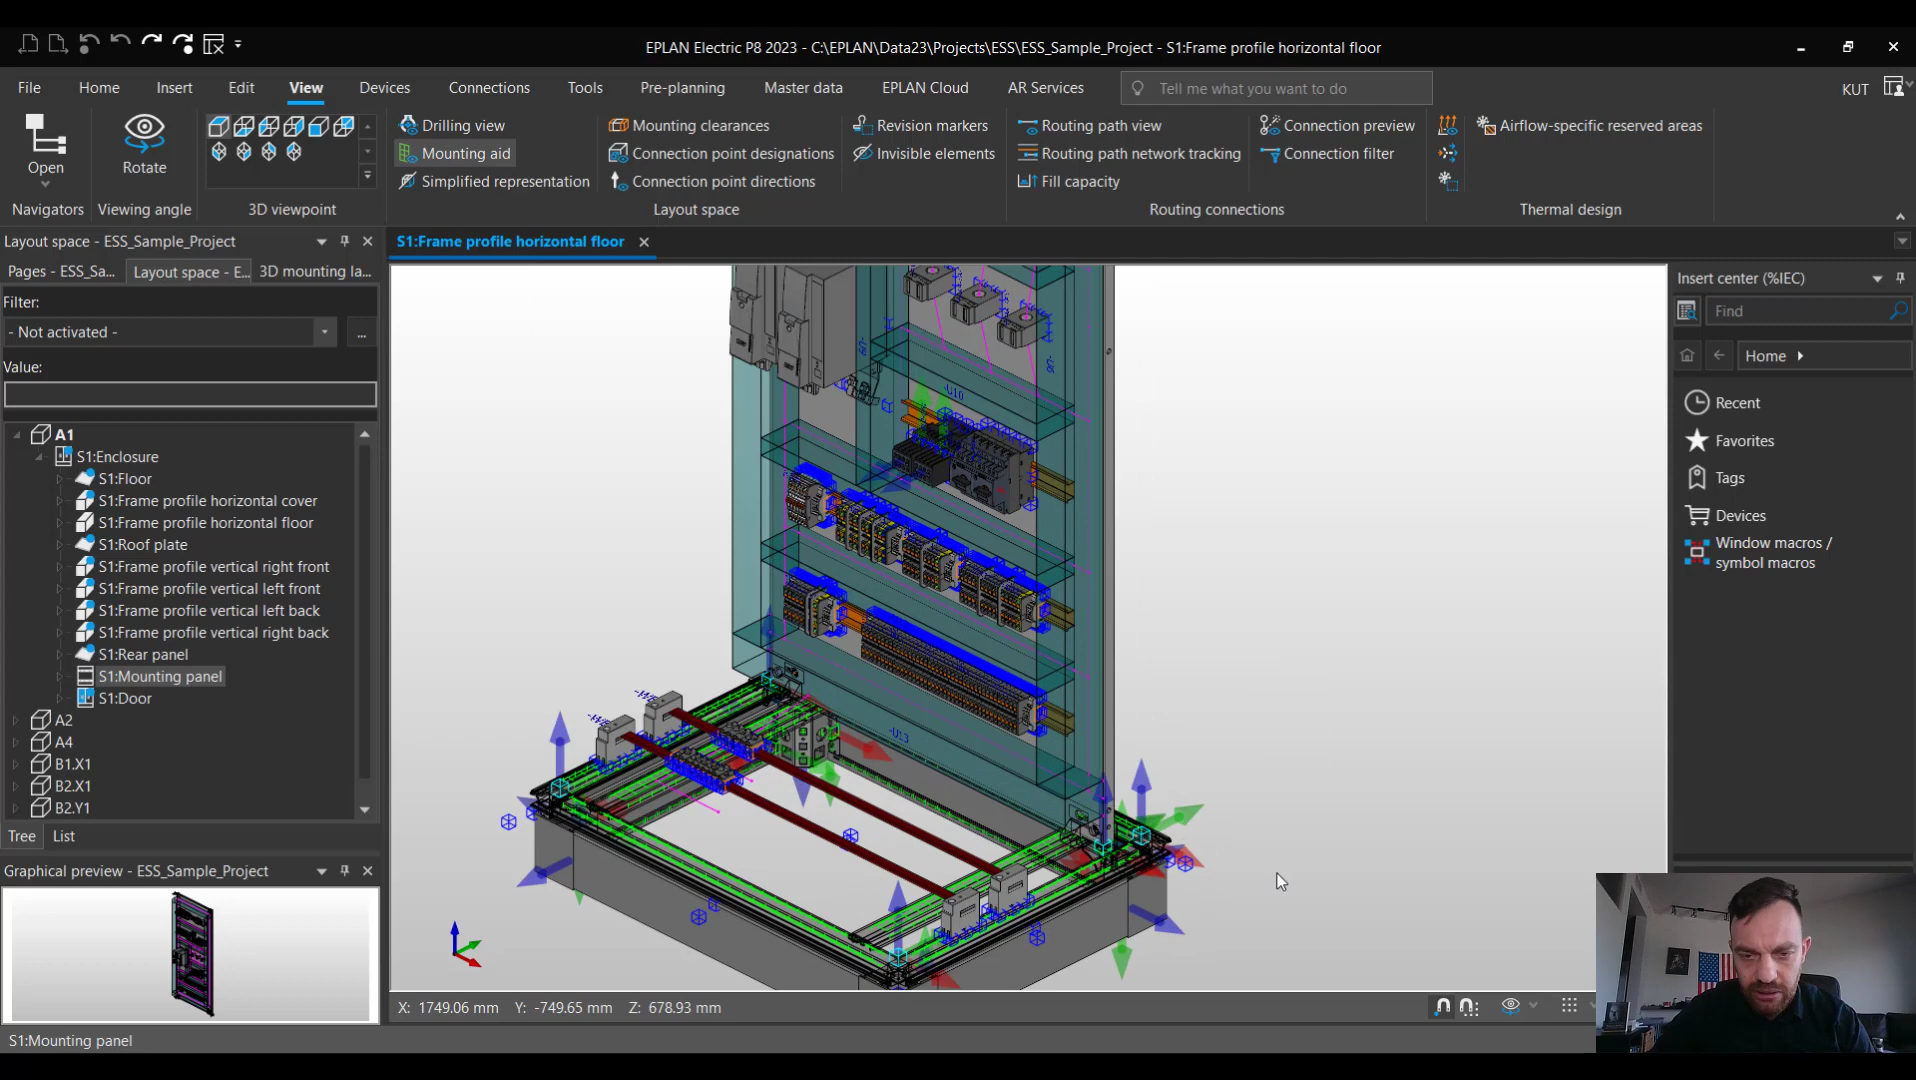 EPLAN Electric P8 2023 - C:\EPLAN\Data23\Projects\ESS\ESS_Sample_Project - S1:Frame profile horizontal floor
File Home Insert Edit View Devices Connections Tools Pre-planning Master data EPLAN Cloud AR Services Tell me what you want to do KUT
Open
Navigators
Rotate
Viewing angle
3D viewpoint
Drilling view
Mounting aid
Simplified representation
Mounting clearances
Connection point designations
Connection point directions
Revision markers
Invisible elements
Layout space
Routing path view
Routing path network tracking
Fill capacity
Connection preview
Connection filter
Routing connections
Airflow-specific reserved areas
Thermal design
Layout space - ESS_Sample_Project
Pages - ESS_Sa... Layout space - E... 3D mounting la...
Filter:
- Not activated -
...
Value:
A1
S1:Enclosure
S1:Floor
S1:Frame profile horizontal cover
S1:Frame profile horizontal floor
S1:Roof plate
S1:Frame profile vertical right front
S1:Frame profile vertical left front
S1:Frame profile vertical left back
S1:Frame profile vertical right back
S1:Rear panel
S1:Mounting panel
S1:Door
A2
A4
B1.X1
B2.X1
B2.Y1
Tree List
Graphical preview - ESS_Sample_Project
S1:Mounting panel
S1:Frame profile horizontal floor
-U10
-U13
X: 1749.06 mm Y: -749.65 mm Z: 678.93 mm
Insert center (%IEC)
Find
Home
Recent
Favorites
Tags
Devices
Window macros /
symbol macros